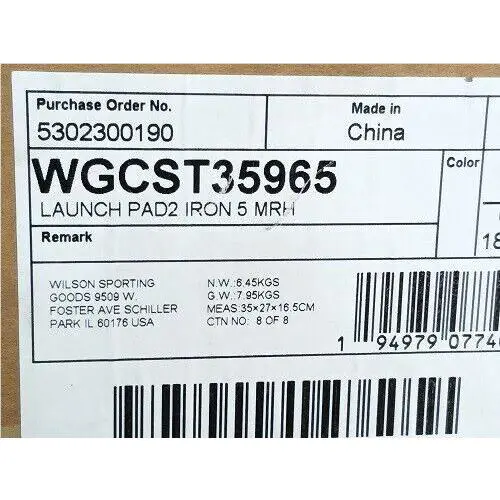 Purchase Order No.
5302300190
Made in
China
WGCST35965
LAUNCH PAD2 IRON 5 MRH
Color
Remark
18
WILSON SPORTING
GOODS 9509 W.
FOSTER AVE SCHILLER
PARK IL 60176 USA
N.W.:6.45KGS
G.W.:7.95KGS
MEAS:35×27×16.5CM
CTN NO.: 8 OF 8
1 94979 0774